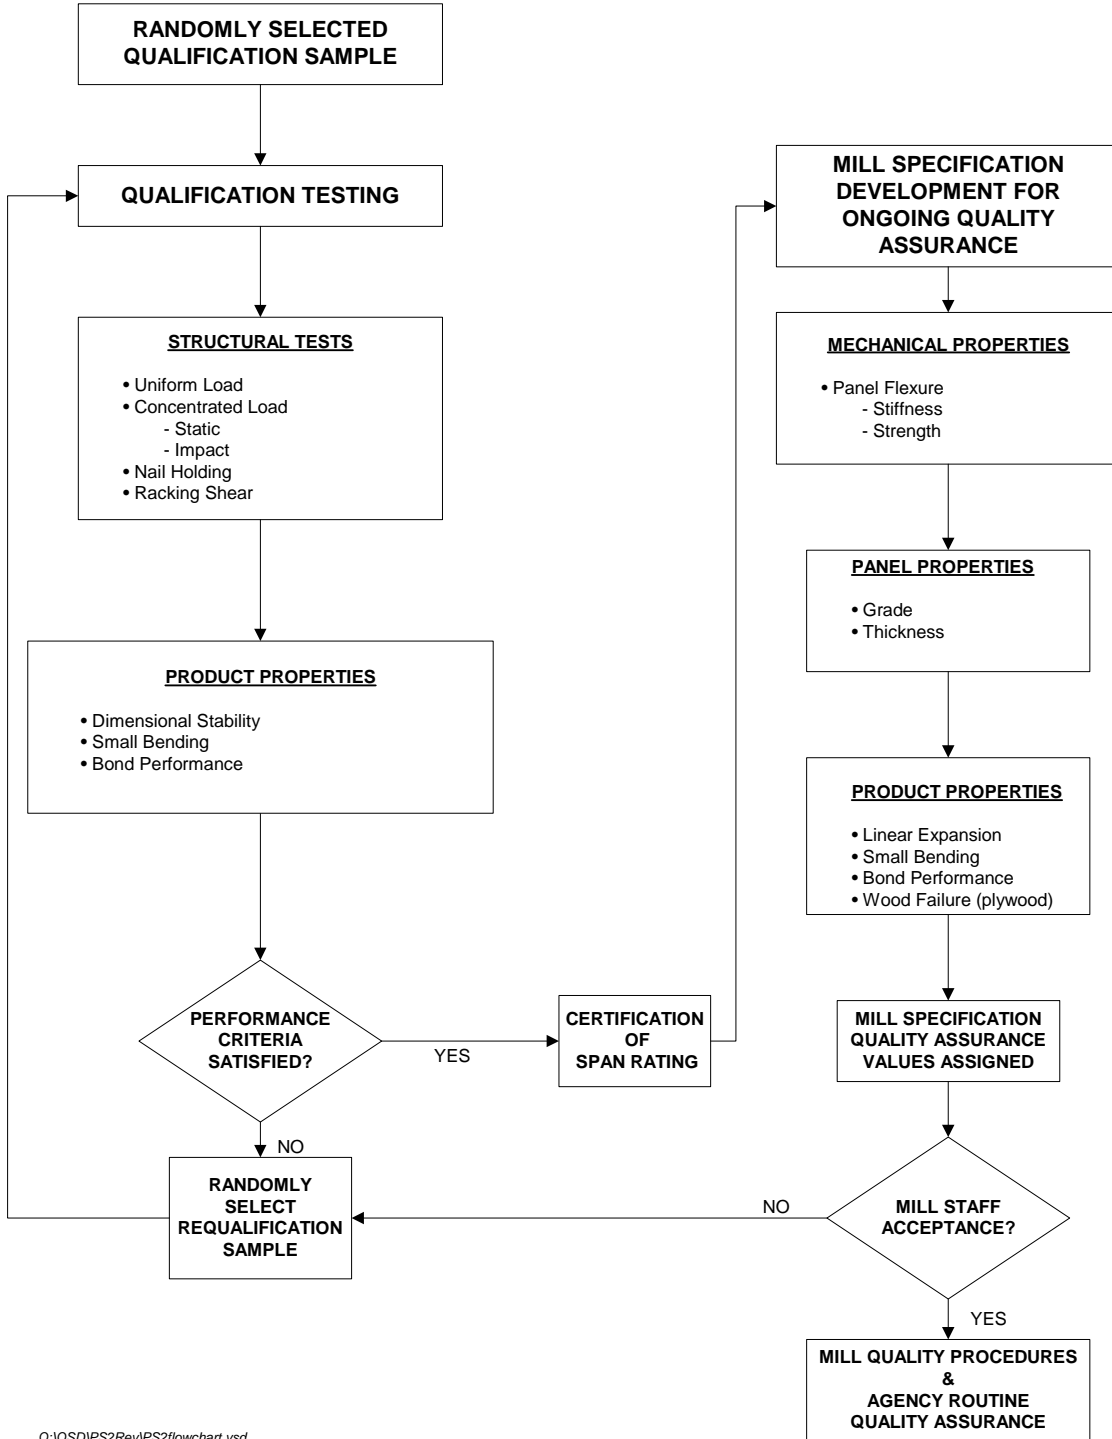 RANDOMLY SELECTED
QUALIFICATION SAMPLE
QUALIFICATION TESTING
STRUCTURAL TESTS
• Uniform Load
• Concentrated Load
- Static
- Impact
• Nail Holding
• Racking Shear
PRODUCT PROPERTIES
• Dimensional Stability
• Small Bending
• Bond Performance
PERFORMANCE
CRITERIA
SATISFIED?
YES
NO
CERTIFICATION
OF
SPAN RATING
RANDOMLY
SELECT
REQUALIFICATION
SAMPLE
MILL SPECIFICATION
DEVELOPMENT FOR
ONGOING QUALITY
ASSURANCE
MECHANICAL PROPERTIES
• Panel Flexure
- Stiffness
- Strength
PANEL PROPERTIES
• Grade
• Thickness
PRODUCT PROPERTIES
• Linear Expansion
• Small Bending
• Bond Performance
• Wood Failure (plywood)
MILL SPECIFICATION
QUALITY ASSURANCE
VALUES ASSIGNED
MILL STAFF
ACCEPTANCE?
NO
YES
MILL QUALITY PROCEDURES
&
AGENCY ROUTINE
QUALITY ASSURANCE
Q:\QSD\PS2Rev\PS2flowchart.vsd